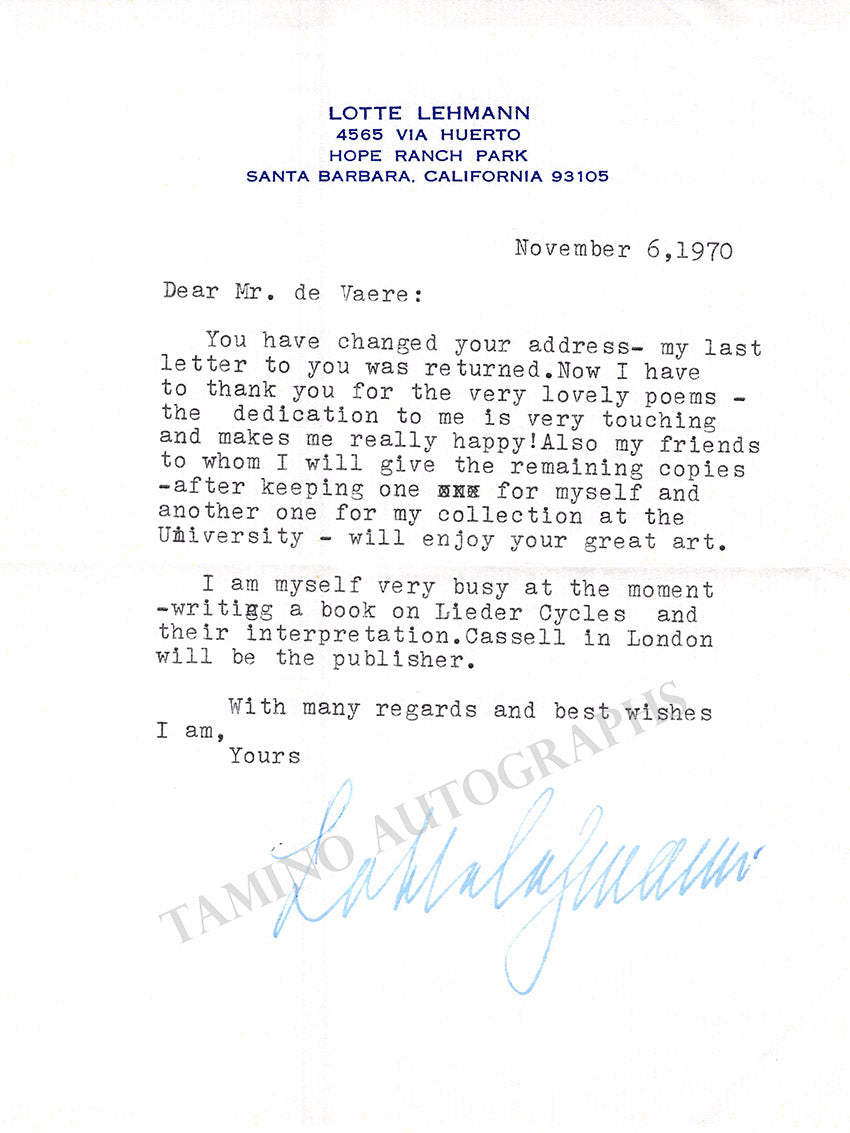 LOTTE LEHMANN
4565 VIA HUERTO
HOPE RANCH PARK
SANTA BARBARA, CALIFORNIA 93105
November 6,1970
Dear Mr. de Vaere:
You have changed your address- my last
letter to you was returned.Now I have
to thank you for the very lovely poems -
the dedication to me is very touching
and makes me really happy!Also my friends
to whom I will give the remaining copies
-after keeping one xxx for myself and
another one for my collection at the
University - will enjoy your great art.
I am myself very busy at the moment
-writing a book on Lieder Cycles and
their interpretation.Cassell in London
will be the publisher.
With many regards and best wishes
I am,
Yours
Lotte Lehmann
TAMINO AUTOGRAPHS